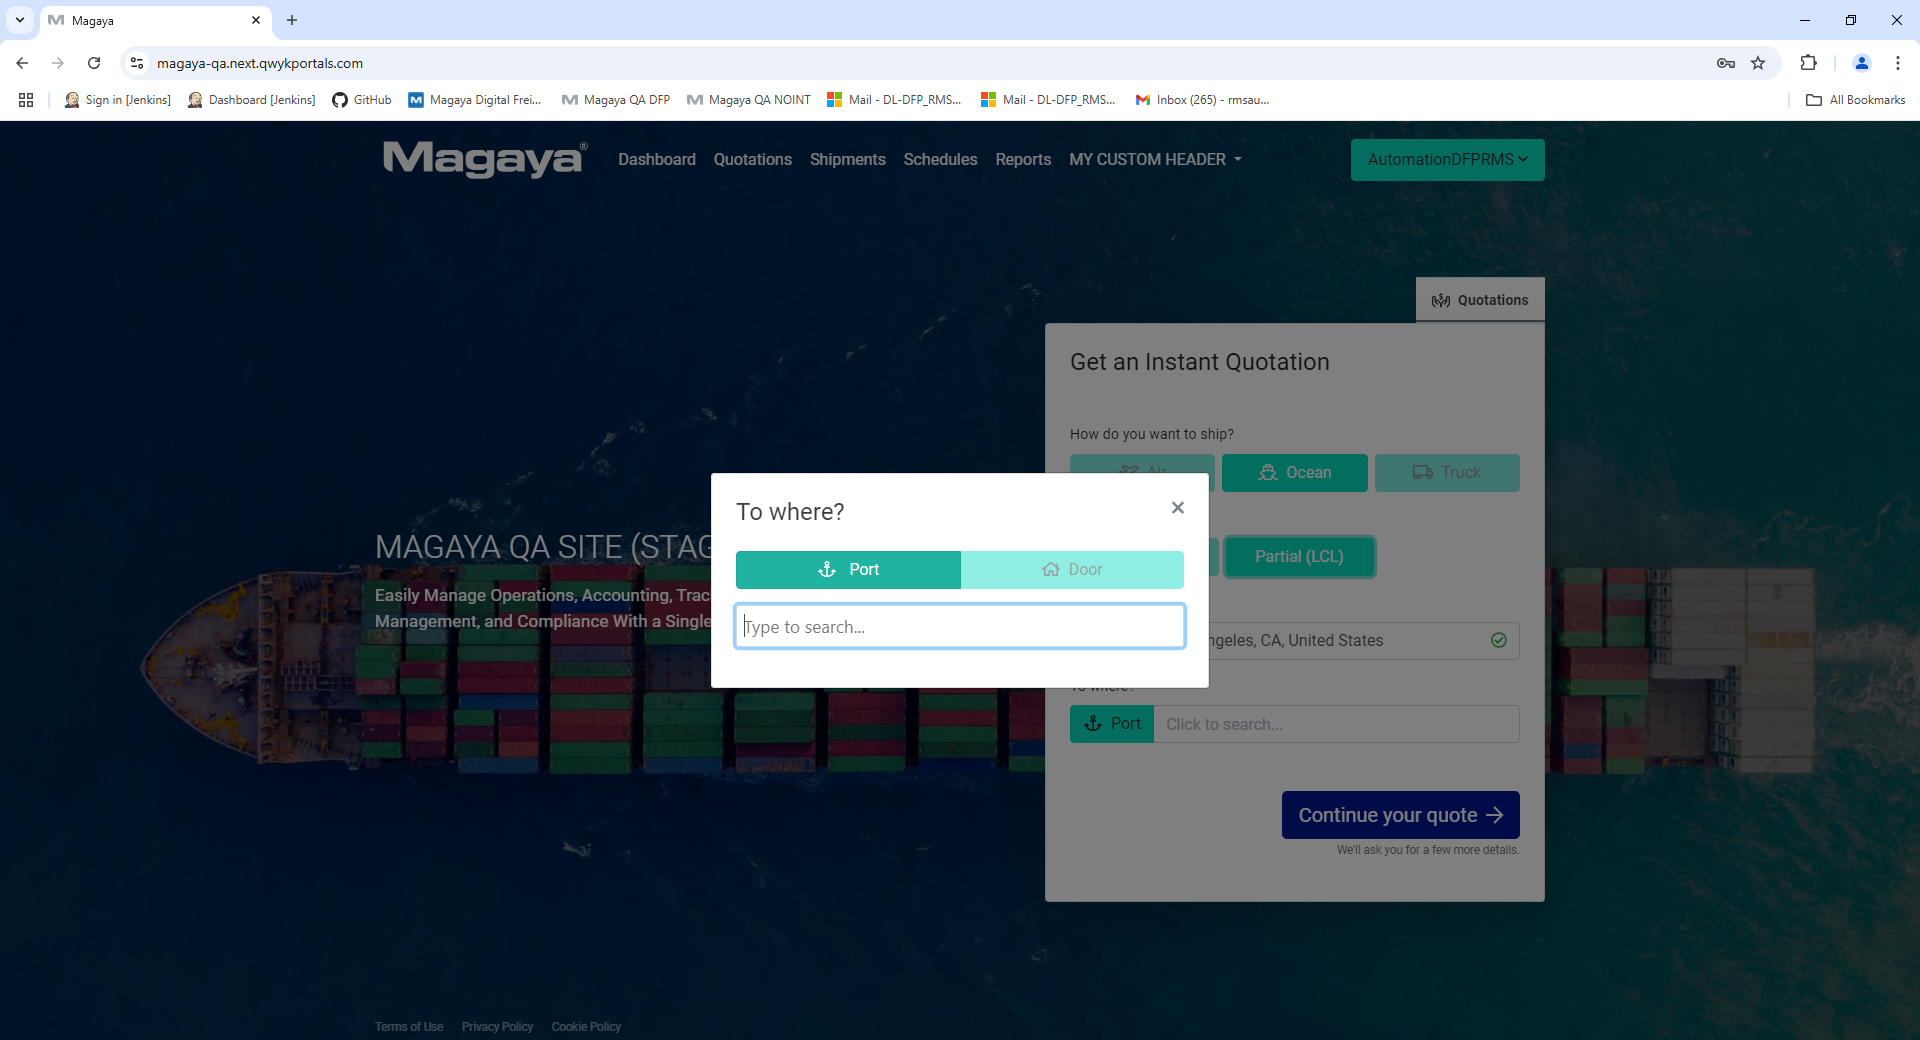 Magaya
magaya-qa.next.qwykportals.com
Sign in [Jenkins]
Dashboard [Jenkins]
GitHub
Magaya Digital Frei...
Magaya QA DFP
Magaya QA NOINT
Mail - DL-DFP_RMS...
Mail - DL-DFP_RMS...
Inbox (265) - rmsau...
All Bookmarks
Magaya®
Dashboard
Quotations
Shipments
Schedules
Reports
MY CUSTOM HEADER
AutomationDFPRMS
Quotations
Get an Instant Quotation
How do you want to ship?
Air
Ocean
Truck
Partial (LCL)
MAGAYA QA SITE (STAG
Easily Manage Operations, Accounting, Trac
Management, and Compliance With a Single
To where?
Port
Door
Type to search...
ngeles, CA, United States
To where?
Port
Click to search...
Continue your quote
We'll ask you for a few more details.
Terms of Use
Privacy Policy
Cookie Policy